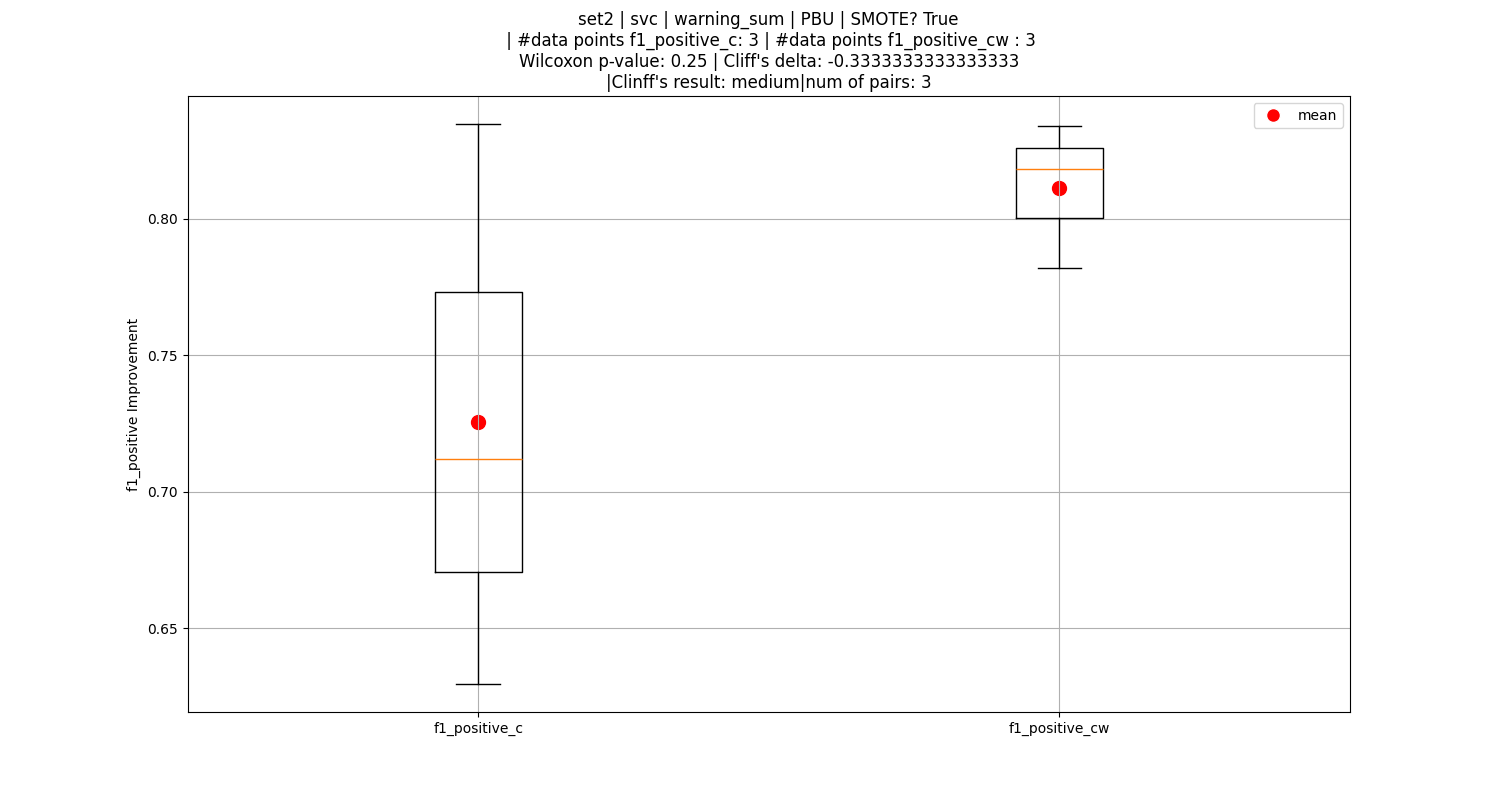 set2 | svc | warning_sum | PBU | SMOTE? True
| #data points f1_positive_c: 3 | #data points f1_positive_cw : 3
Wilcoxon p-value: 0.25 | Cliff's delta: -0.3333333333333333
|Clinff's result: medium|num of pairs: 3
mean
0.80
0.75
0.70
0.65
f1_positive Improvement
f1_positive_c
f1_positive_cw